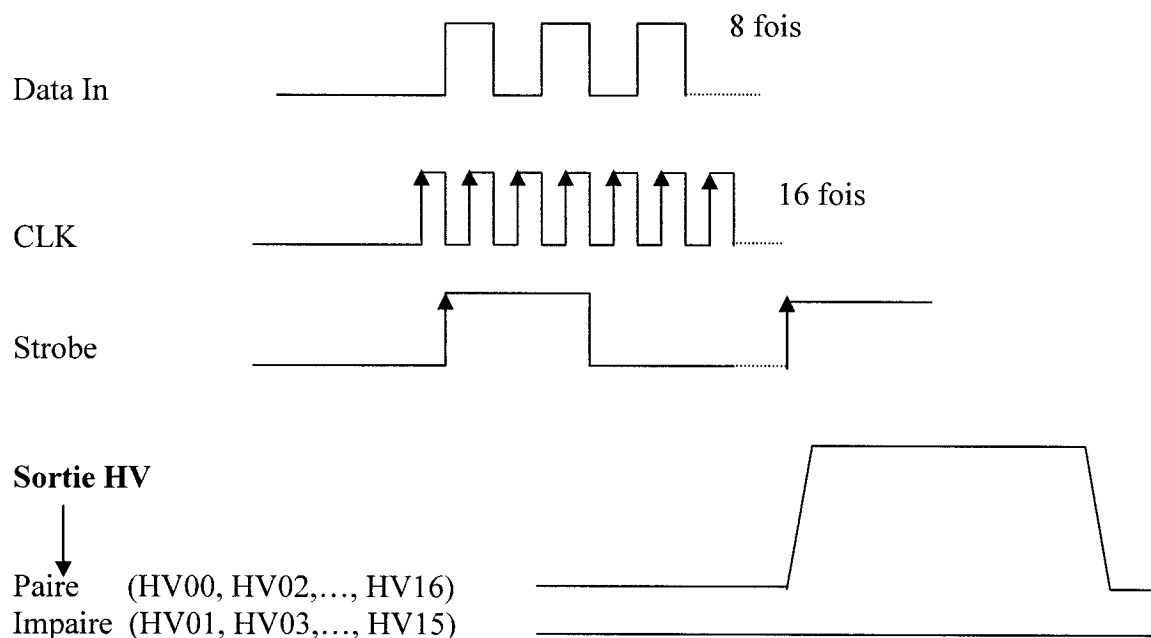 8 fois
Data In
16 fois
CLK
Strobe
Sortie HV
Paire (HV00, HV02,..., HV16)
Impaire (HV01, HV03,..., HV15)